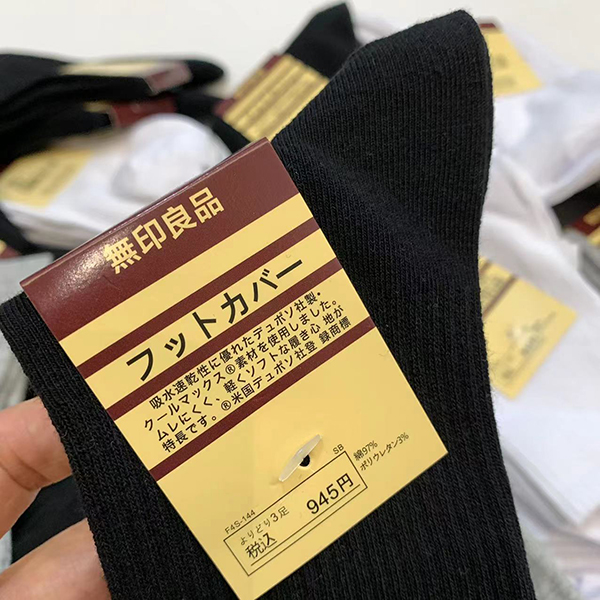 無印良品
フットカバー
吸水速乾性に優れたデュポソ社製・
クールマックス®素材を使用しました。
ムレにくく、軽くソフトな履き心 地が
特長です。®米国デュポソ社登 録商標
SB
綿97%
ポリウレタン3%
F4S-144
よりどり3足
税込 945円